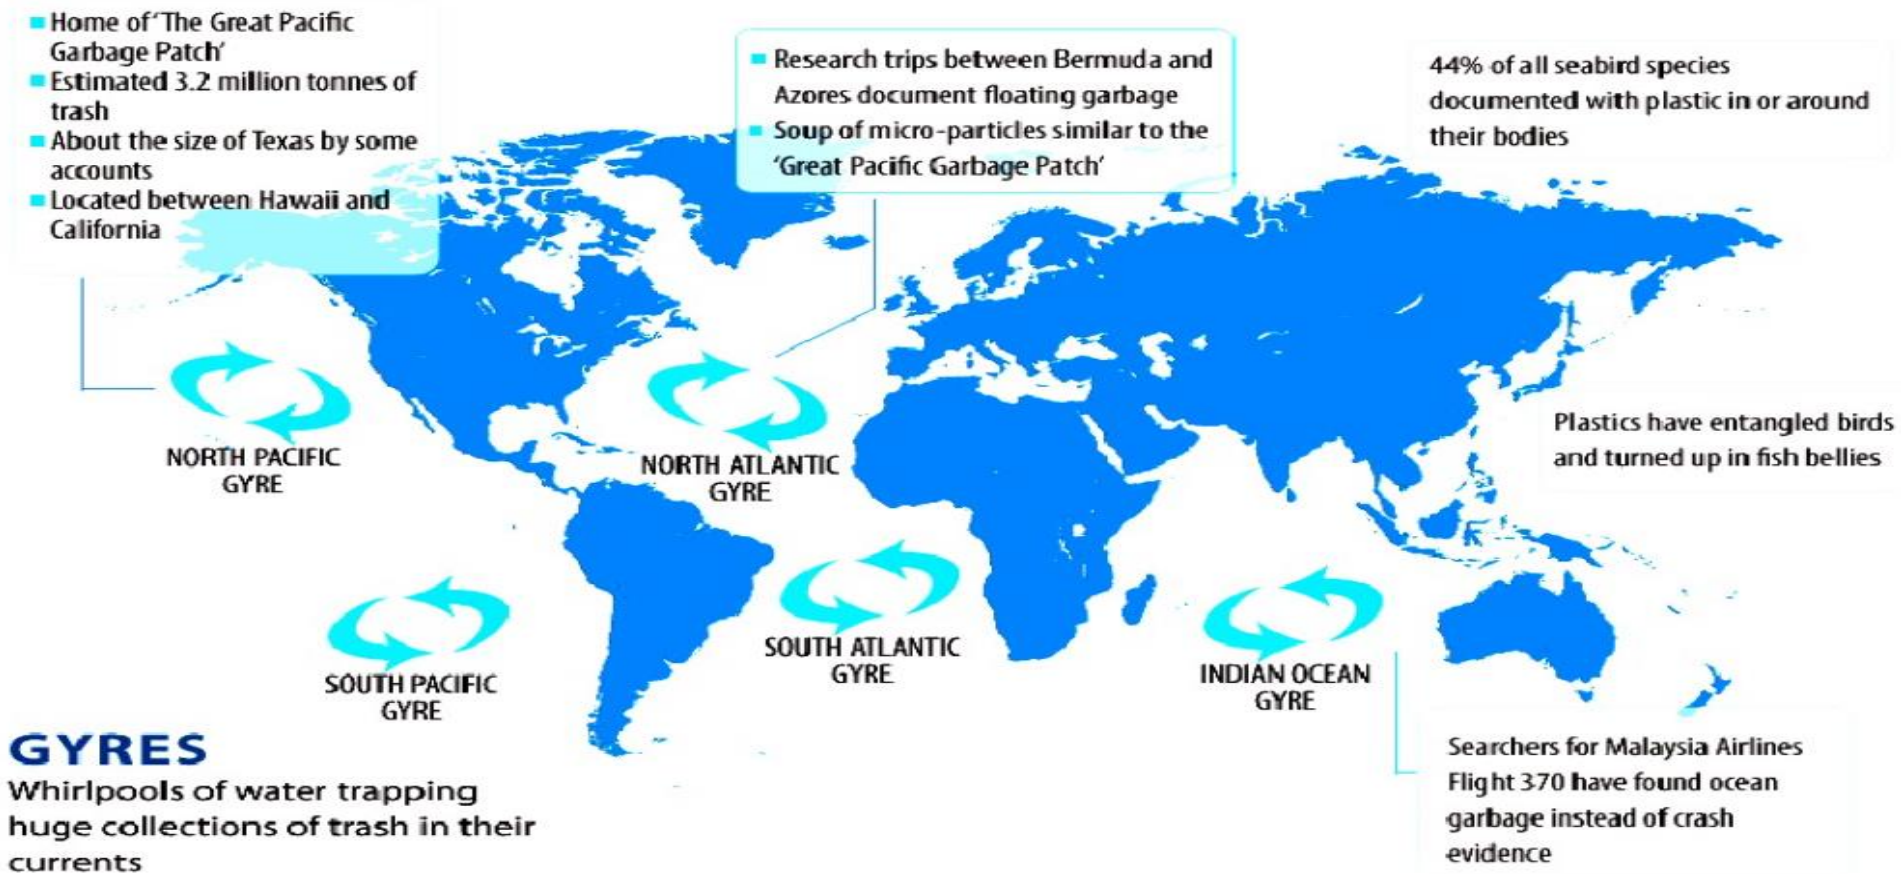 Home of 'The Great Pacific
Garbage Patch'
Estimated 3.2 million tonnes of
trash
About the size of Texas by some
accounts
Located between Hawaii and
California
Research trips between Bermuda and
Azores document floating garbage
Soup of micro-particles similar to the
'Great Pacific Garbage Patch'
44% of all seabird species
documented with plastic in or around
their bodies
Plastics have entangled birds
and turned up in fish bellies
NORTH PACIFIC
GYRE
NORTH ATLANTIC
GYRE
SOUTH PACIFIC
GYRE
SOUTH ATLANTIC
GYRE
INDIAN OCEAN
GYRE
GYRES
Whirlpools of water trapping
huge collections of trash in their
currents
Searchers for Malaysia Airlines
Flight 370 have found ocean
garbage instead of crash
evidence